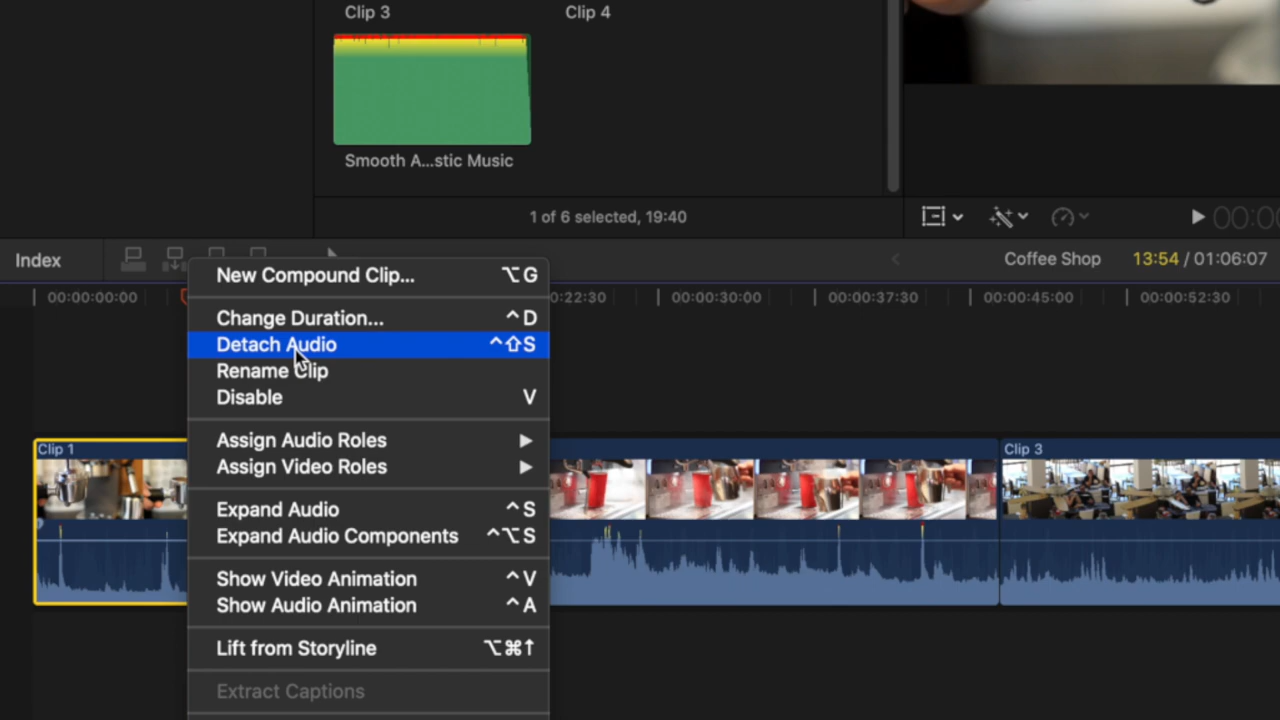 Clip 3
Clip 4
Smooth A...stic Music
1 of 6 selected, 19:40
00:0
Index
Coffee Shop
13:54 / 01:06:07
00:00:00:00
0:22:30
00:00:30:00
00:00:37:30
00:00:45:00
00:00:52:30
New Compound Clip... ⌥G
Change Duration... ^D
Detach Audio ^⇧S
Rename Clip
Disable V
Assign Audio Roles ▶
Assign Video Roles ▶
Expand Audio ^S
Expand Audio Components ^⌥S
Show Video Animation ^V
Show Audio Animation ^A
Lift from Storyline ⌥⌘↑
Extract Captions
Clip 1
Clip 3